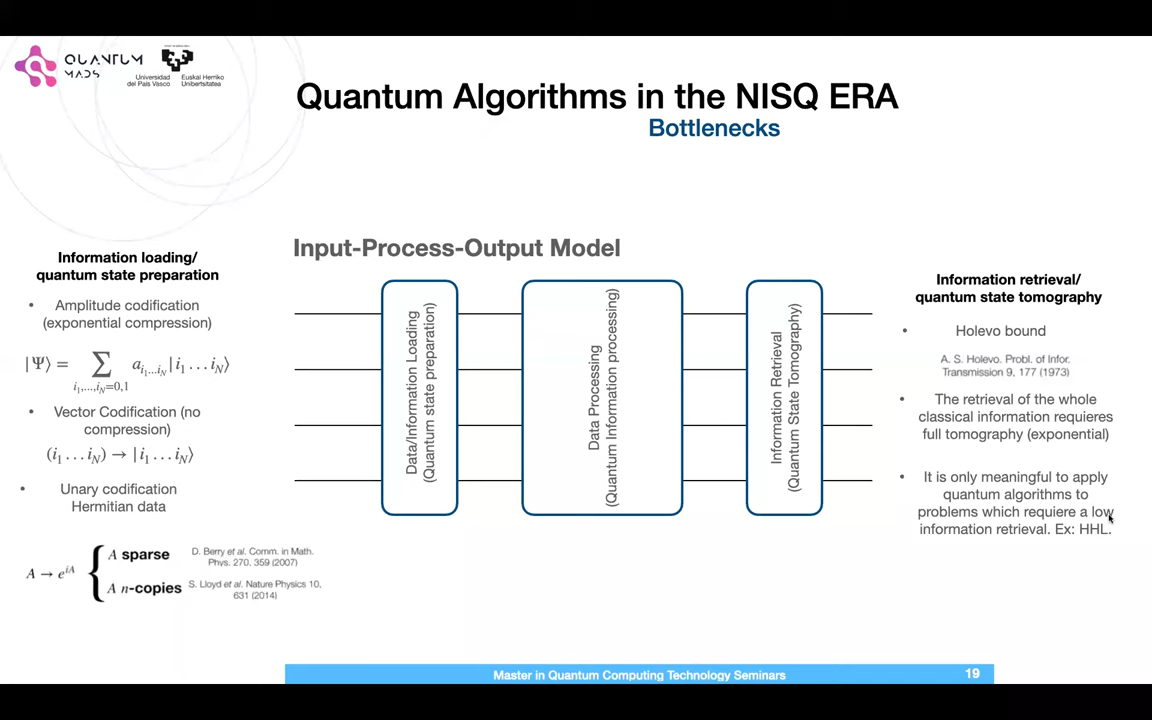 QUANTUM
MADS
Universidad Euskal Herriko
del País Vasco Unibertsitatea
Quantum Algorithms in the NISQ ERA
Bottlenecks
Information loading/
quantum state preparation
• Amplitude codification
(exponential compression)
|Ψ⟩ = ∑ a_{i₁…i_N} |i₁ … i_N⟩
i₁,…,i_N=0,1
• Vector Codification (no
compression)
(i₁ … i_N) → |i₁ … i_N⟩
• Unary codification
Hermitian data
A → e^{iA}
A sparse
D. Berry et al. Comm. in Math.
Phys. 270, 359 (2007)
A n-copies
S. Lloyd et al. Nature Physics 10,
631 (2014)
Input-Process-Output Model
Data/Information Loading
(Quantum state preparation)
Data Processing
(Quantum Information processing)
Information Retrieval
(Quantum State Tomography)
Information retrieval/
quantum state tomography
• Holevo bound
A. S. Holevo. Probl. of Infor.
Transmission 9, 177 (1973)
• The retrieval of the whole
classical information requieres
full tomography (exponential)
• It is only meaningful to apply
quantum algorithms to
problems which requiere a low
information retrieval. Ex: HHL.
Master in Quantum Computing Technology Seminars
19